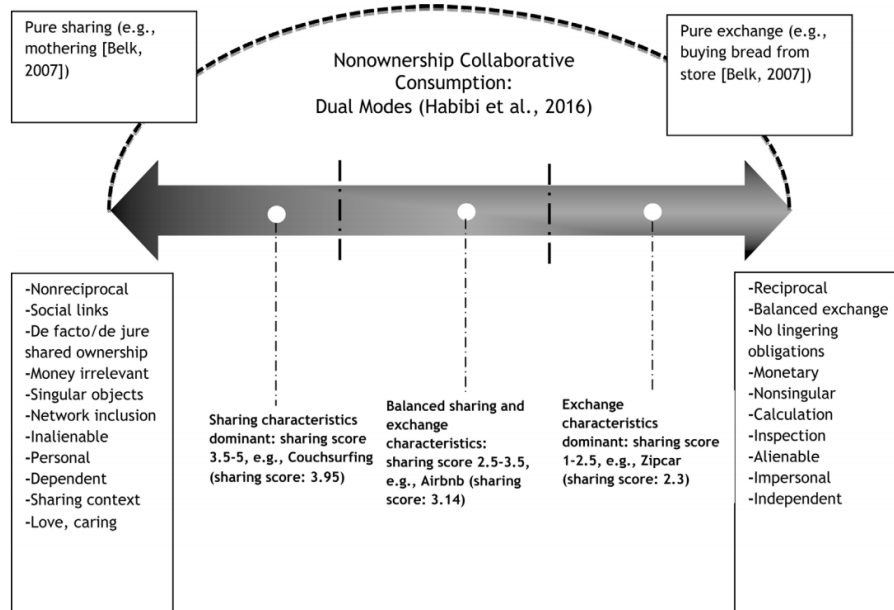 Pure sharing (e.g.,
mothering [Belk,
2007])
Nonownership Collaborative
Consumption:
Dual Modes (Habibi et al., 2016)
Pure exchange (e.g.,
buying bread from
store [Belk, 2007])
-Nonreciprocal
-Social links
-De facto/de jure
shared ownership
-Money irrelevant
-Singular objects
-Network inclusion
-Inalienable
-Personal
-Dependent
-Sharing context
-Love, caring
Sharing characteristics
dominant: sharing score
3.5-5, e.g., Couchsurfing
(sharing score: 3.95)
Balanced sharing and
exchange
characteristics:
sharing score 2.5-3.5,
e.g., Airbnb (sharing
score: 3.14)
Exchange
characteristics
dominant: sharing score
1-2.5, e.g., Zipcar
(sharing score: 2.3)
-Reciprocal
-Balanced exchange
-No lingering
obligations
-Monetary
-Nonsingular
-Calculation
-Inspection
-Alienable
-Impersonal
-Independent